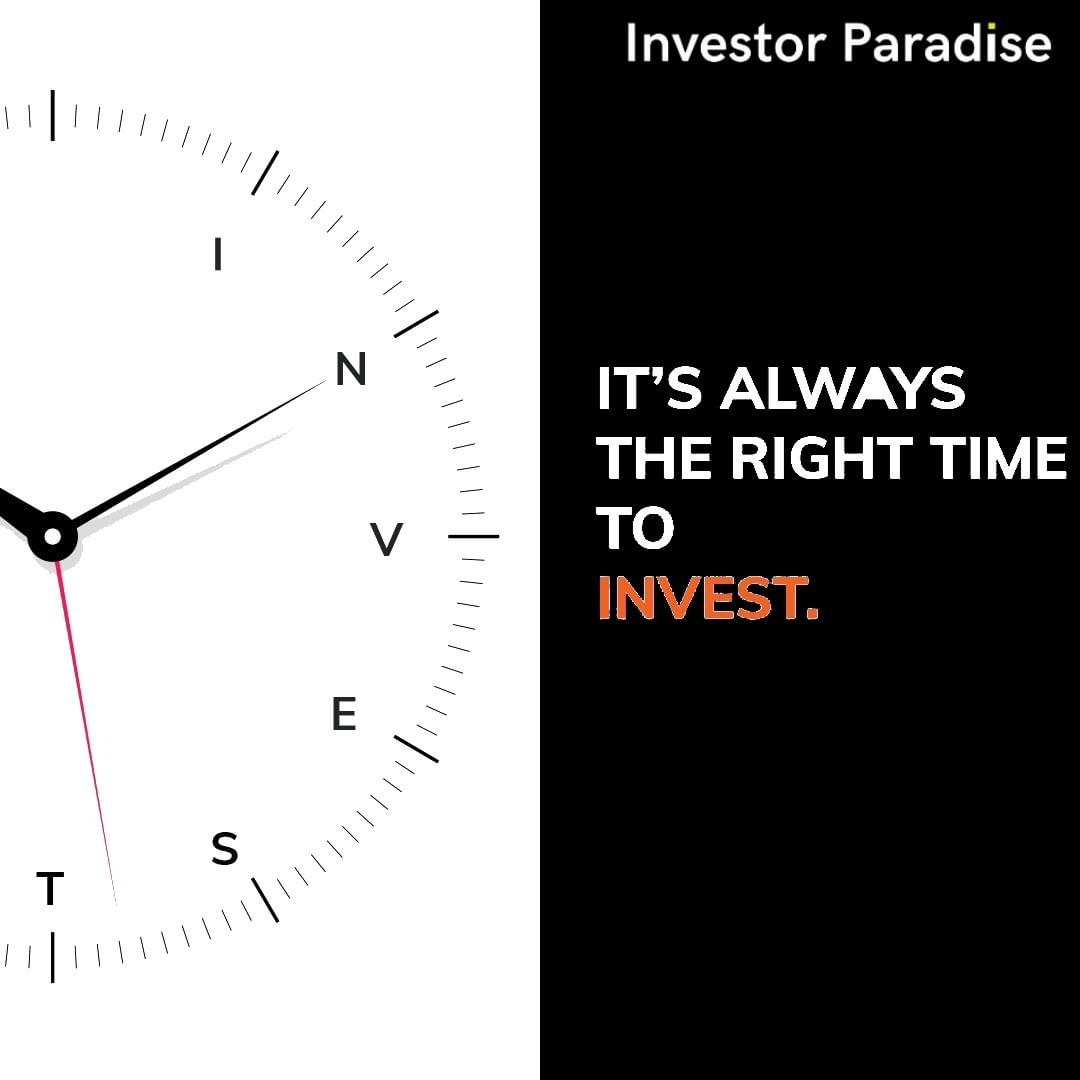 Investor Paradise
I
N
V
E
S
T
IT’S ALWAYS
THE RIGHT TIME
TO
INVEST.